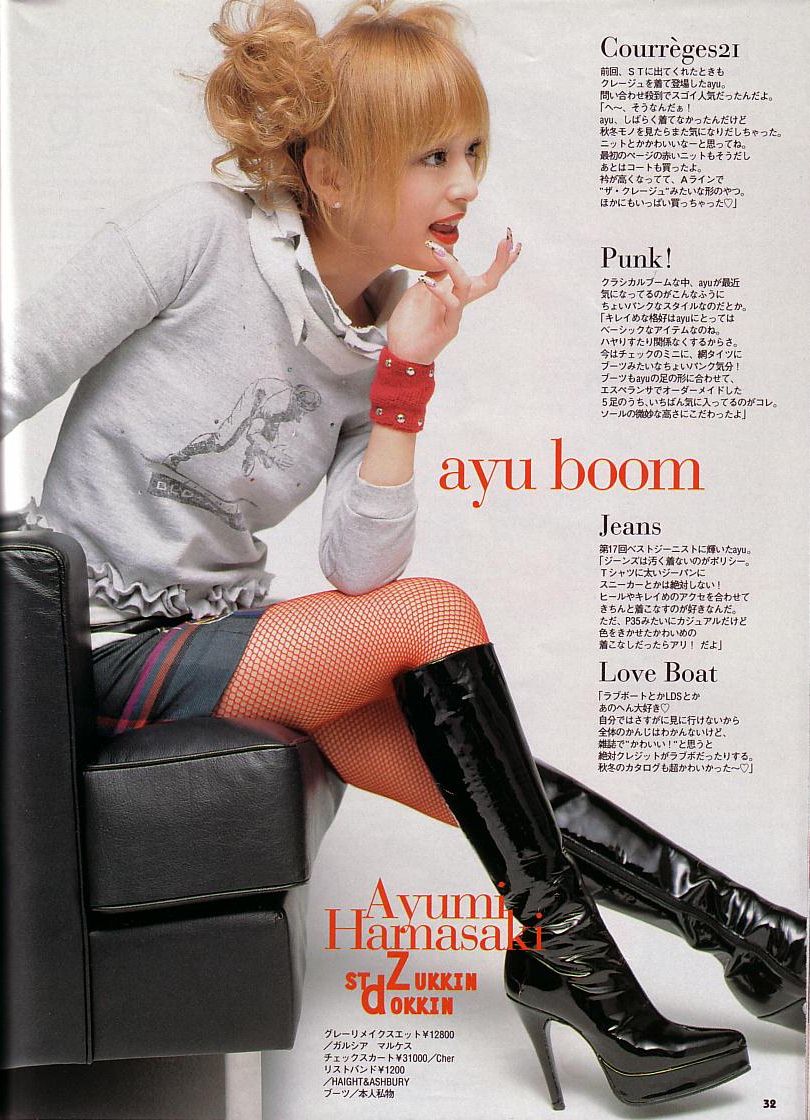 Courrèges21
前回、STに出てくれたときも
クレージュを着て登場したayu。
問い合わせ殺到でスゴイ人気だったんだよ。
「へ〜、そうなんだぁ！
ayu、しばらく着てなかったんだけど
秋冬モノを見たらまた気になりだしちゃった。
ニットとかかわいいなーと思ってね。
最初のページの赤いニットもそうだし
あとはコートも買ったよ。
衿が高くなってて、Aラインで
"ザ・クレージュ"みたいな形のやつ。
ほかにもいっぱい買っちゃった♡」
Punk!
クラシカルブームな中、ayuが最近
気になってるのがこんなふうに
ちょいパンクなスタイルなのだとか。
「キレイめな格好はayuにとっては
ベーシックなアイテムなのね。
ハヤリすたり関係なくするからさ。
今はチェックのミニに、網タイツに
ブーツみたいなちょいパンク気分！
ブーツもayuの足の形に合わせて、
エスペランサでオーダーメイドした
5足のうち、いちばん気に入ってるのがコレ。
ソールの微妙な高さにこだわったよ」
ayu boom
Jeans
第17回ベストジーニストに輝いたayu。
「ジーンズは汚く着ないのがポリシー。
Tシャツに太いジーパンに
スニーカーとかは絶対しない！
ヒールやキレイめのアクセを合わせて
きちんと着こなすのが好きなんだ。
ただ、P35みたいにカジュアルだけど
色をきかせたかわいめの
着こなしだったらアリ！ だよ」
Love Boat
「ラブボートとかLDSとか
あのへん大好き♡
自分ではさすがに見に行けないから
全体のかんじはわかんないけど、
雑誌で"かわいい！"と思うと
絶対クレジットがラブボだったりする。
秋冬のカタログも超かわいかった〜♡」
Ayumi
Hamasaki
ST ZUKKIN
dOKKIN
グレーリメイクスエット¥12800
／ガルシア マルケス
チェックスカート¥31000／Cher
リストバンド¥1200
／HAIGHT&ASHBURY
ブーツ／本人私物
32